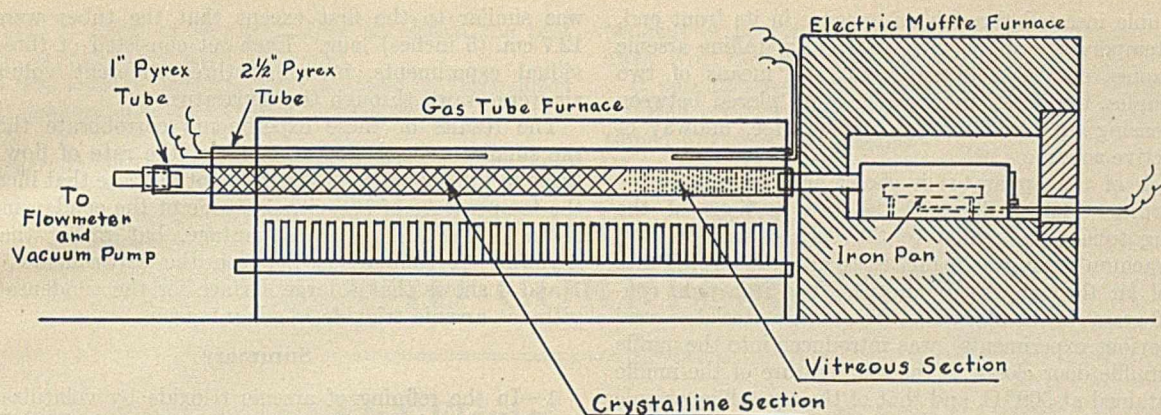 Electric Muffle Furnace
1" Pyrex
Tube
2½" Pyrex
Tube
Gas Tube Furnace
To
Flowmeter
and
Vacuum Pump
Iron Pan
Vitreous Section
Crystalline Section